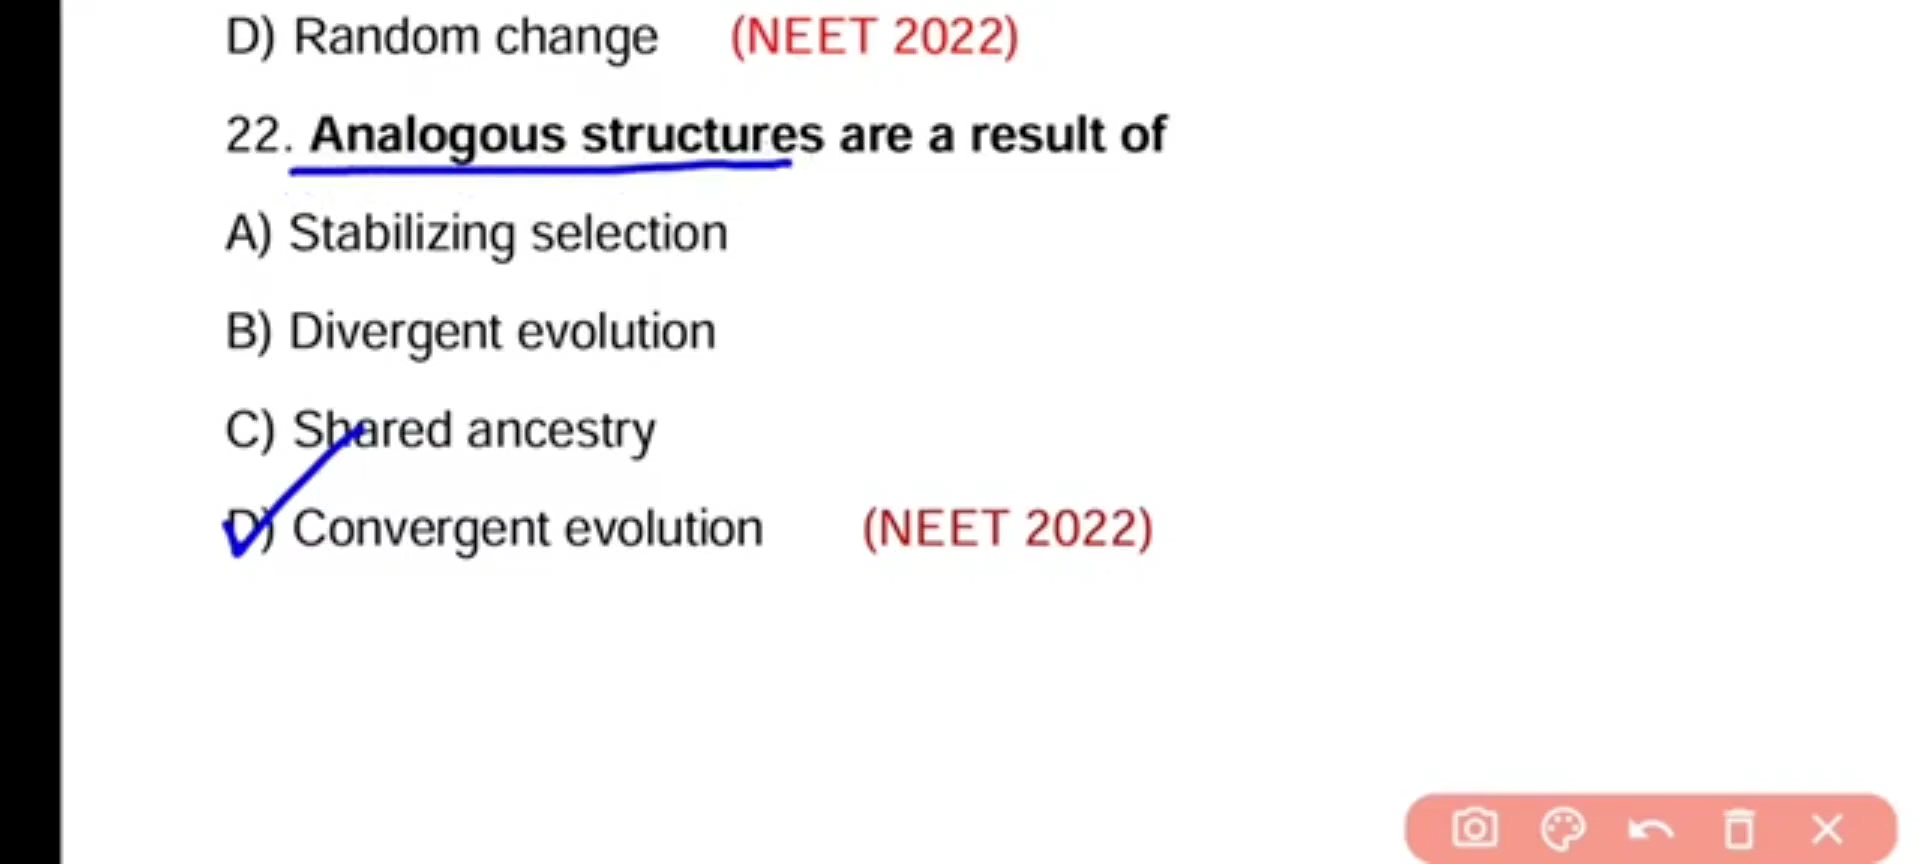 D) Random change (NEET 2022)
22. Analogous structures are a result of
A) Stabilizing selection
B) Divergent evolution
C) Shared ancestry
D) Convergent evolution (NEET 2022)